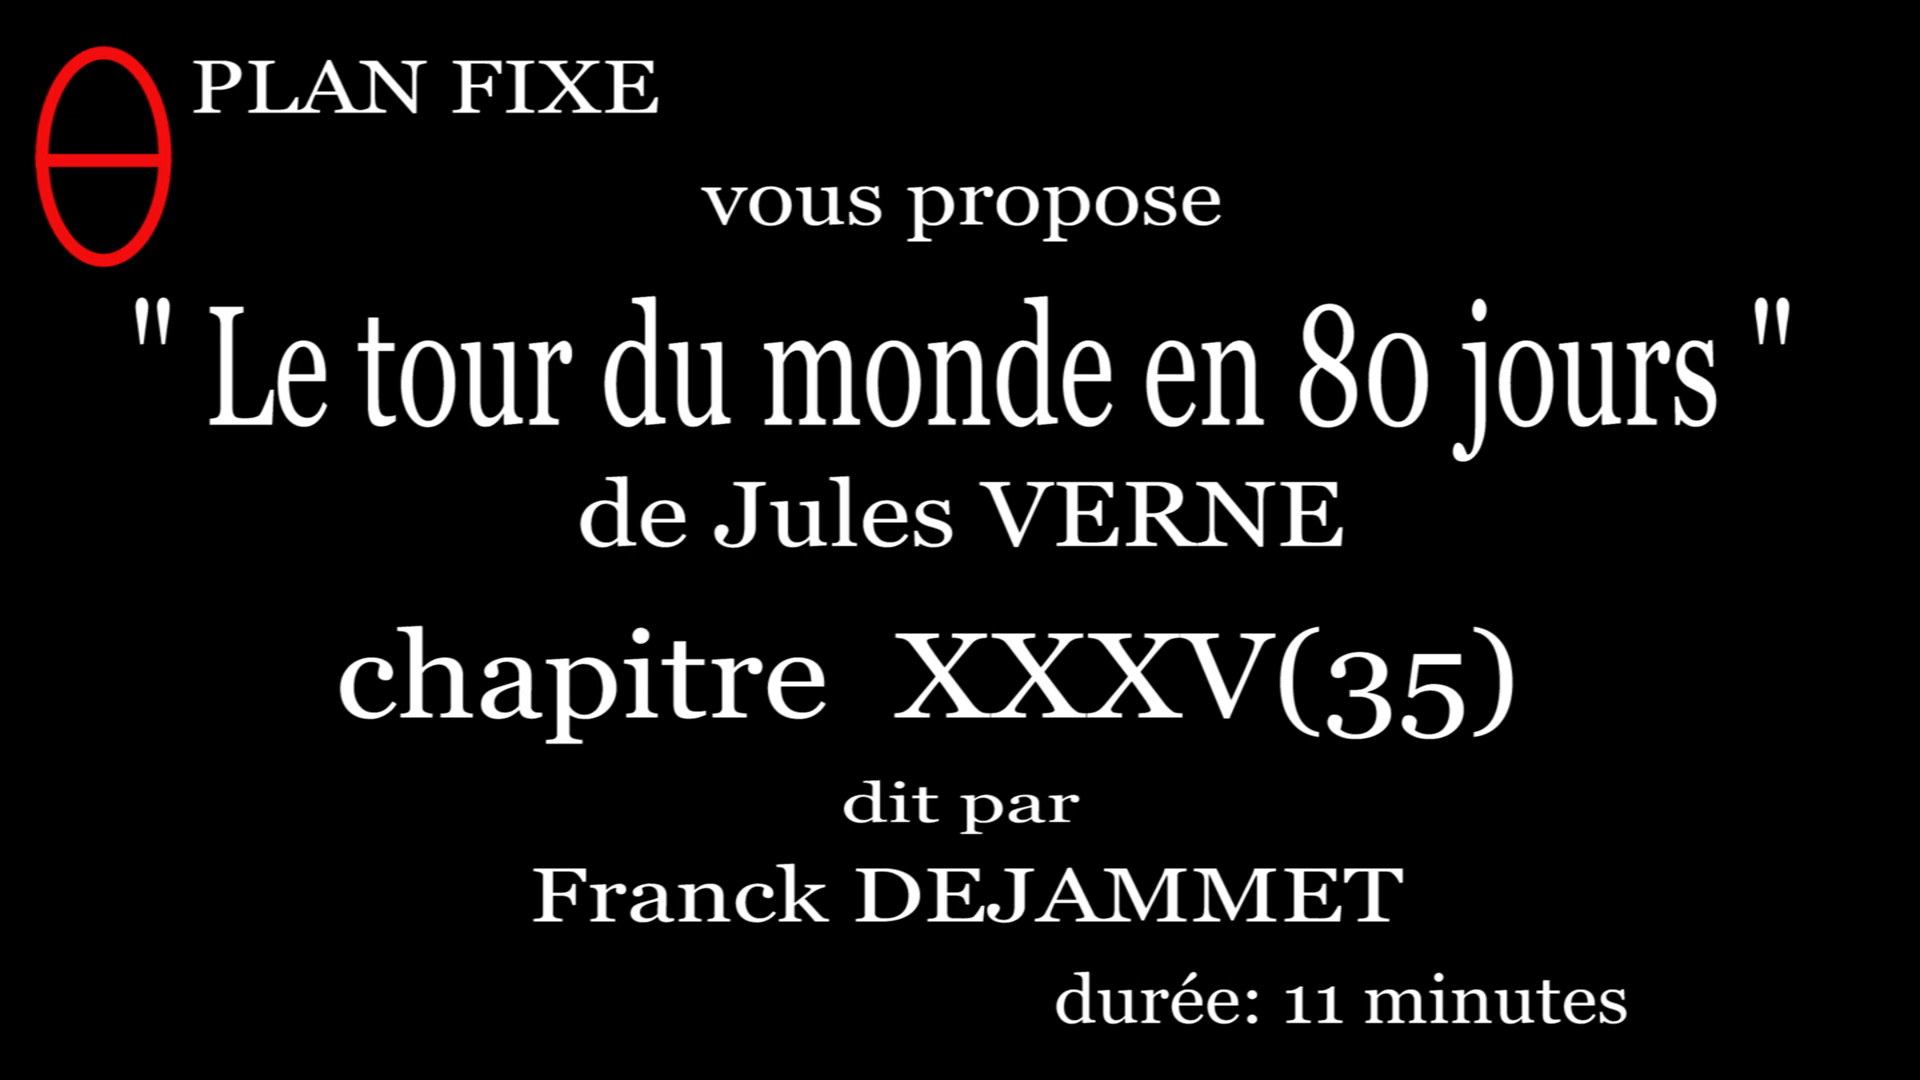 PLAN FIXE
vous propose
" Le tour du monde en 80 jours "
de Jules VERNE
chapitre XXXV(35)
dit par
Franck DEJAMMET
durée: 11 minutes